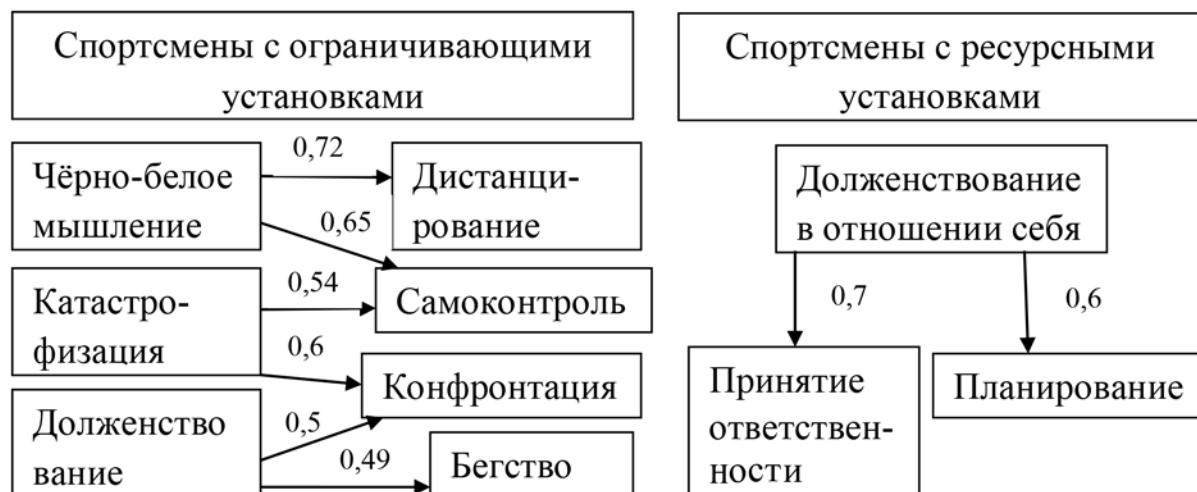 Спортсмены с ограничивающими
установками
Чёрно-белое
мышление
0,72
Дистанци-
рование
0,65
Катастро-
физация
0,54
Самоконтроль
0,6
Конфронтация
Долженство
вание
0,5
0,49
Бегство
Спортсмены с ресурсными
установками
Долженствование
в отношении себя
0,7
0,6
Принятие
ответствен-
ности
Планирование